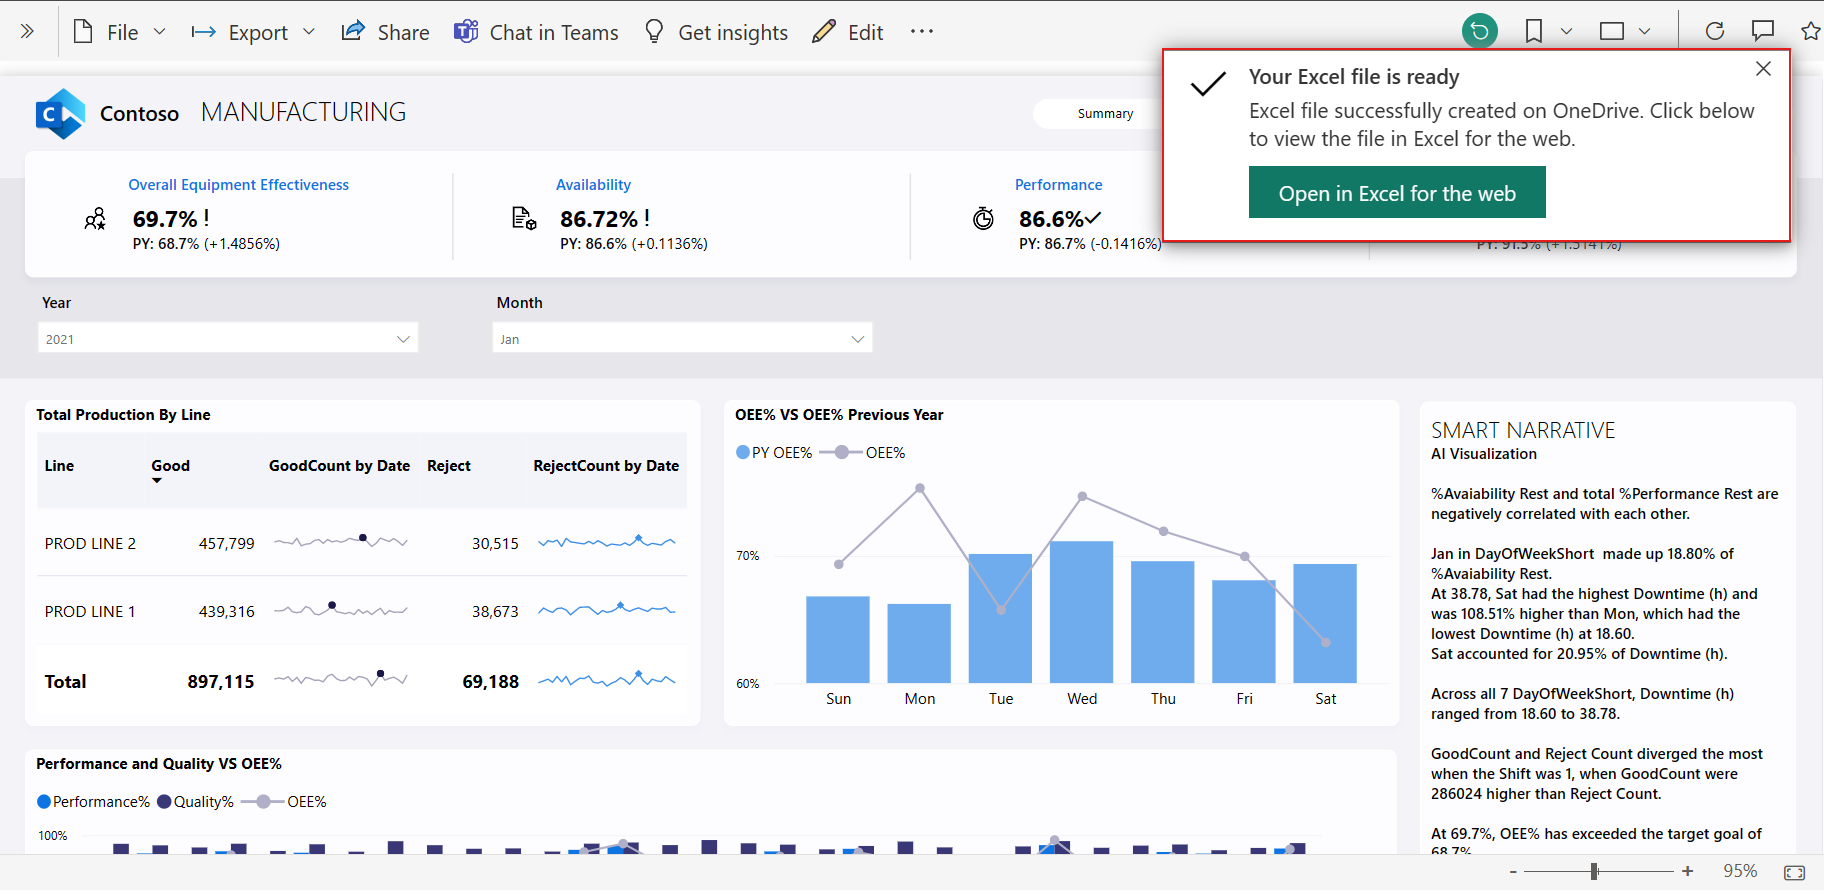 File Export Share Chat in Teams Get insights Edit ...
Your Excel file is ready
Excel file successfully created on OneDrive. Click below
to view the file in Excel for the web.
Open in Excel for the web
C Contoso MANUFACTURING
Summary
Overall Equipment Effectiveness
69.7% !
PY: 68.7% (+1.4856%)
Availability
86.72% !
PY: 86.6% (+0.1136%)
Performance
86.6%
PY: 86.7% (-0.1416%)
PY: 91.5% (+1.5141%)
Year
2021
Month
Jan
Total Production By Line
Line Good GoodCount by Date Reject RejectCount by Date
PROD LINE 2 457,799 30,515
PROD LINE 1 439,316 38,673
Total 897,115 69,188
OEE% VS OEE% Previous Year
PY OEE% OEE%
70%
60%
Sun Mon Tue Wed Thu Fri Sat
SMART NARRATIVE
AI Visualization
%Avaiability Rest and total %Performance Rest are
negatively correlated with each other.
Jan in DayOfWeekShort made up 18.80% of
%Avaiability Rest.
At 38.78, Sat had the highest Downtime (h) and
was 108.51% higher than Mon, which had the
lowest Downtime (h) at 18.60.
Sat accounted for 20.95% of Downtime (h).
Across all 7 DayOfWeekShort, Downtime (h)
ranged from 18.60 to 38.78.
GoodCount and Reject Count diverged the most
when the Shift was 1, when GoodCount were
286024 higher than Reject Count.
At 69.7%, OEE% has exceeded the target goal of
68.7%
Performance and Quality VS OEE%
Performance% Quality% OEE%
100%
- + 95%